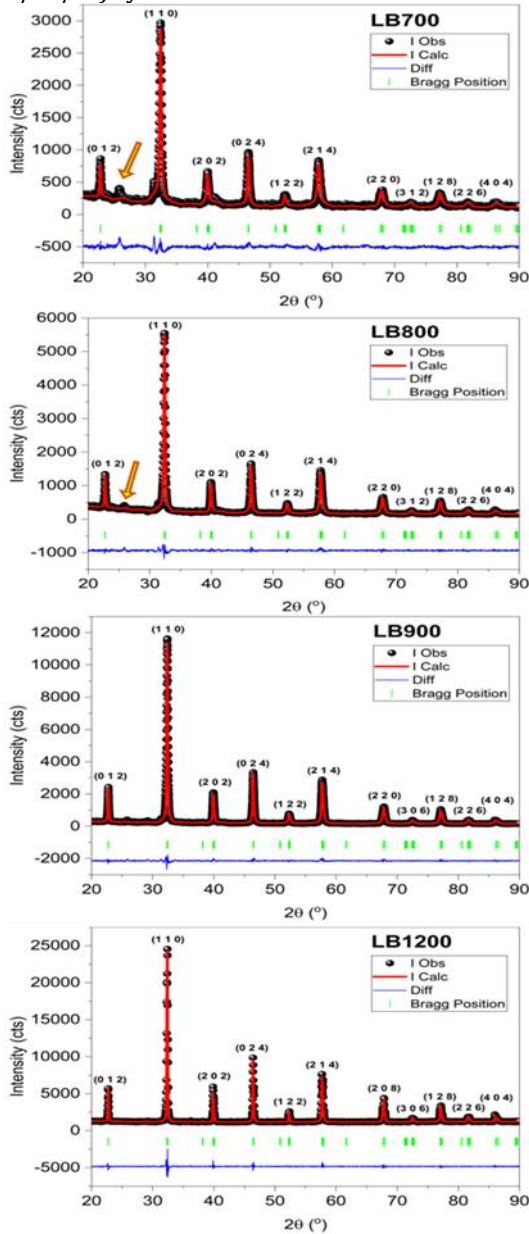 (1 1 0)
LB700
I Obs
I Calc
Diff
Bragg Position
(0 1 2)
(2 0 2)
(0 2 4)
(1 2 2)
(2 1 4)
(2 2 0)
(3 1 2)
(1 2 8)
(2 2 6)
(4 0 4)
3000
2500
2000
1500
1000
500
0
-500
Intensity (cts)
20 30 40 50 60 70 80 90
2θ (°)
(1 1 0)
LB800
I Obs
I Calc
Diff
Bragg Position
(0 1 2)
(2 0 2)
(0 2 4)
(1 2 2)
(2 1 4)
(2 2 0)
(3 1 2)
(1 2 8)
(2 2 6)
(4 0 4)
6000
5000
4000
3000
2000
1000
0
-1000
Intensity (cts)
20 30 40 50 60 70 80 90
2θ (°)
(1 1 0)
LB900
I Obs
I Calc
Diff
Bragg Position
(0 1 2)
(2 0 2)
(0 2 4)
(1 2 2)
(2 1 4)
(2 2 0)
(3 0 6)
(1 2 8)
(2 2 6)
(4 0 4)
12000
10000
8000
6000
4000
2000
0
-2000
Intensity (cts)
20 30 40 50 60 70 80 90
2θ (°)
(1 1 0)
LB1200
I Obs
I Calc
Diff
Bragg Position
(0 1 2)
(2 0 2)
(0 2 4)
(1 2 2)
(2 1 4)
(2 0 8)
(3 0 6)
(1 2 8)
(2 2 6)
(4 0 4)
25000
20000
15000
10000
5000
0
-5000
Intensity (cts)
20 30 40 50 60 70 80 90
2θ (°)